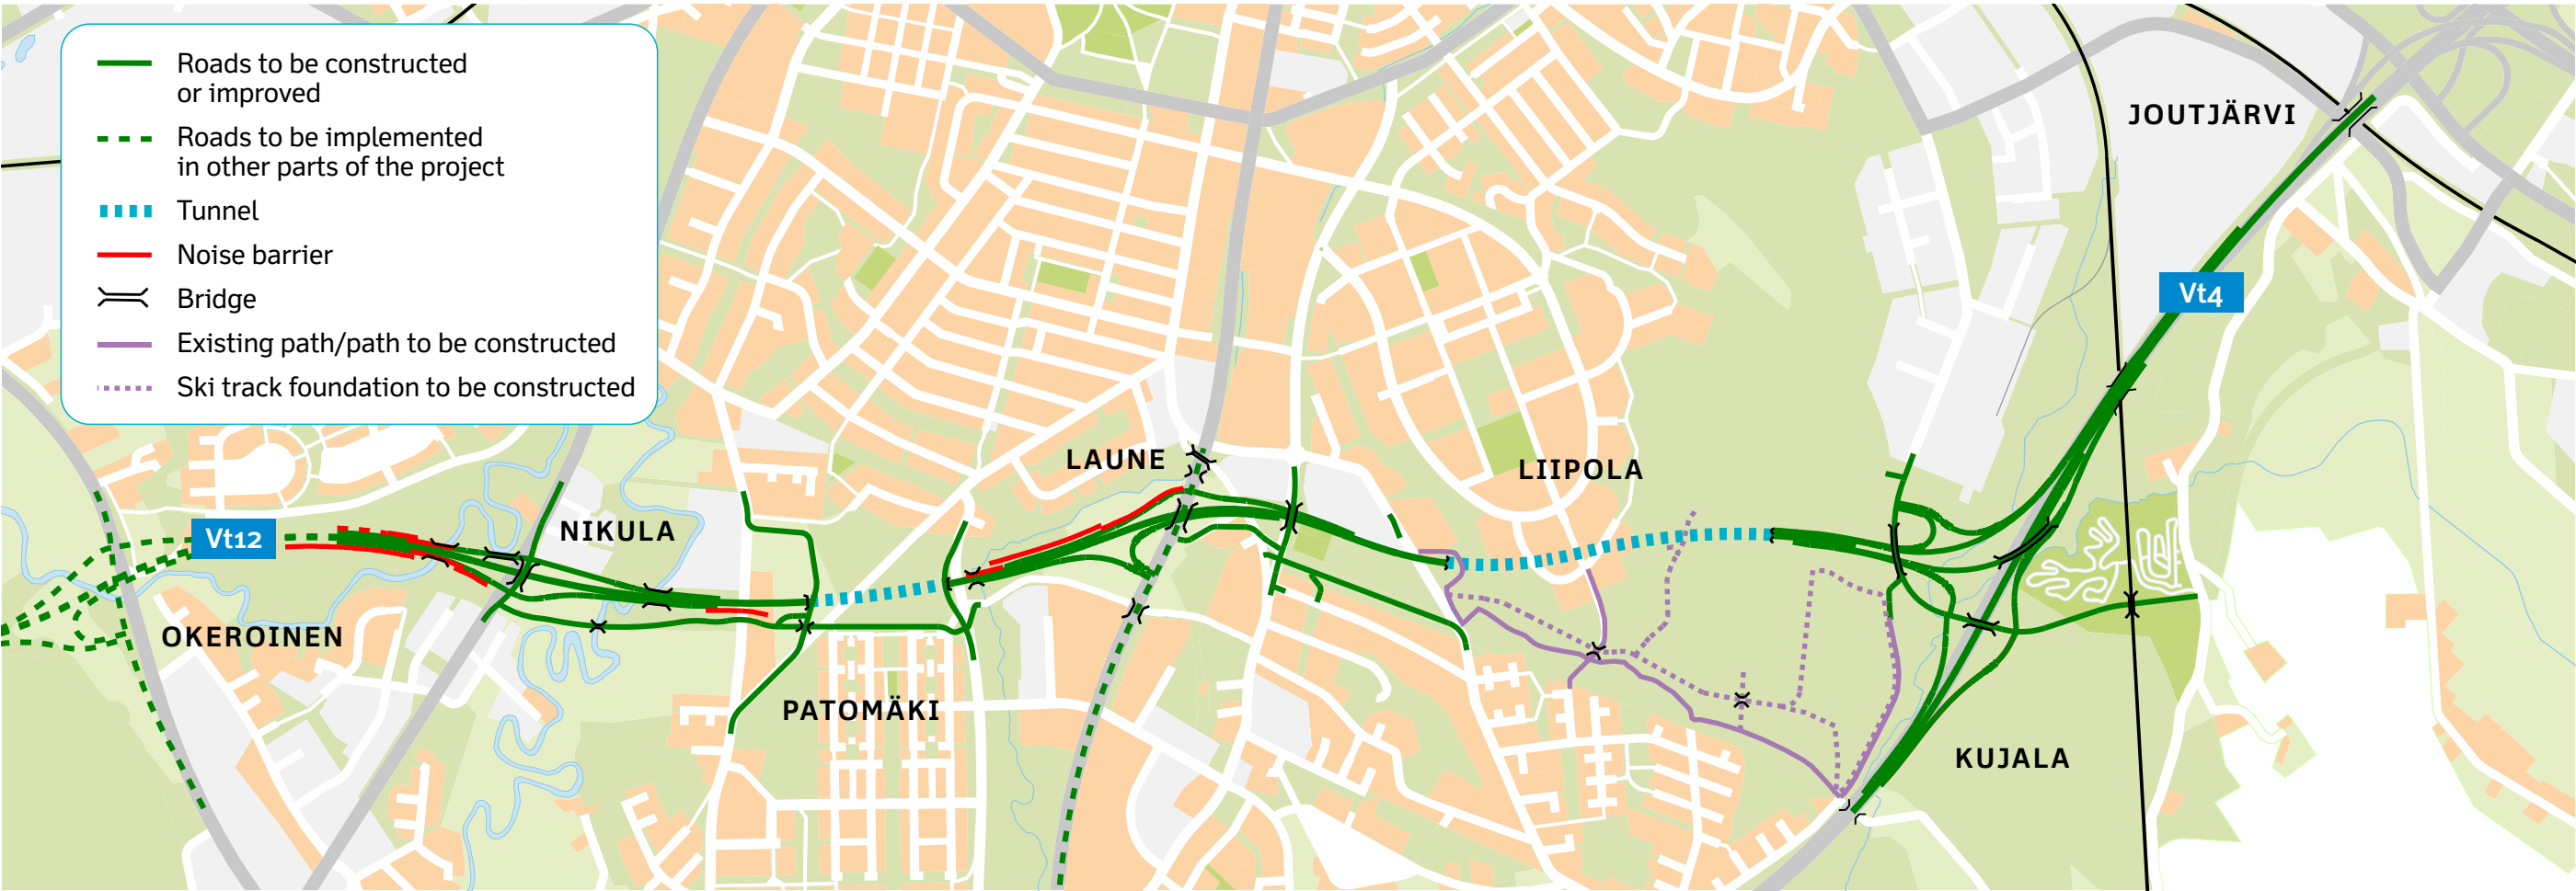 Roads to be constructed
or improved
Roads to be implemented
in other parts of the project
Tunnel
Noise barrier
Bridge
Existing path/path to be constructed
Ski track foundation to be constructed
JOUTJÄRVI
Vt4
LAUNE
LIIPOLA
NIKULA
Vt12
OKEROINEN
PATOMÄKI
KUJALA